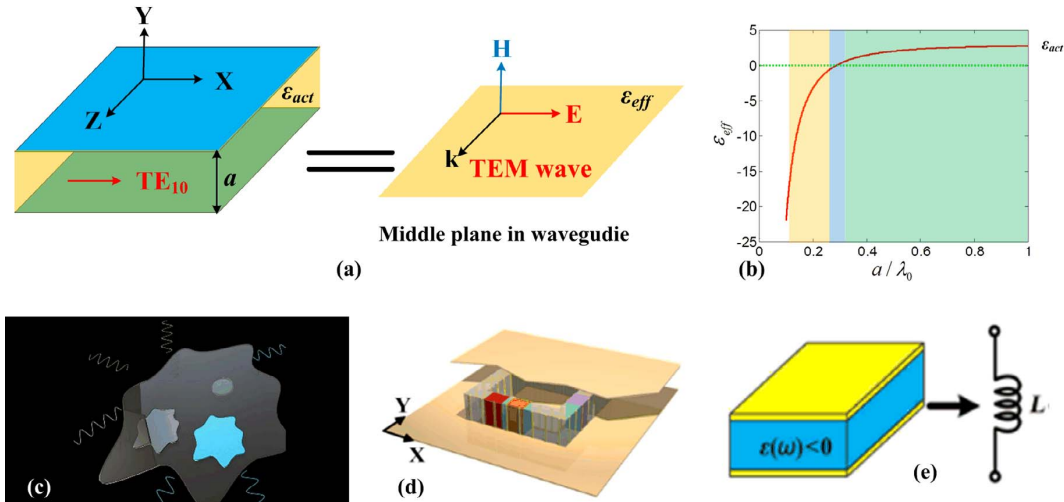 Y
X
Z
ε_act
TE₁₀
a
H
ε_eff
E
k
TEM wave
Middle plane in wavegudie
(a)
5
0
-5
-10
-15
-20
-25
ε_eff
0
0.2
0.4
0.6
0.8
1
a / λ₀
ε_act
(b)
(c)
Y
X
(d)
ε(ω)<0
L
(e)